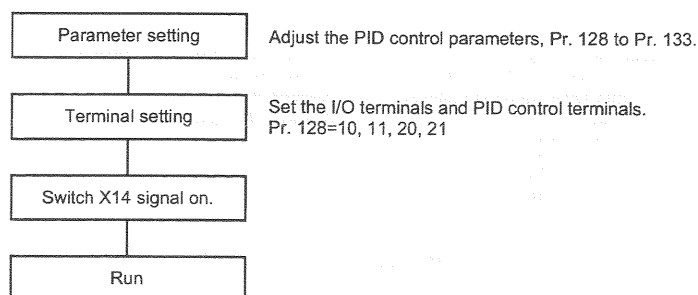 Parameter setting
Adjust the PID control parameters, Pr. 128 to Pr. 133.
Terminal setting
Set the I/O terminals and PID control terminals.
Pr. 128=10, 11, 20, 21
Switch X14 signal on.
Run